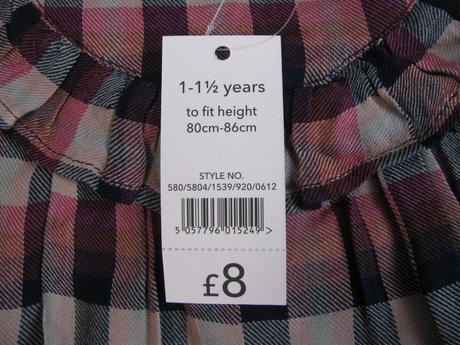 1-1½ years
to fit height
80cm-86cm
STYLE NO.
580/5804/1539/920/0612
5 057796 015249 >
£8